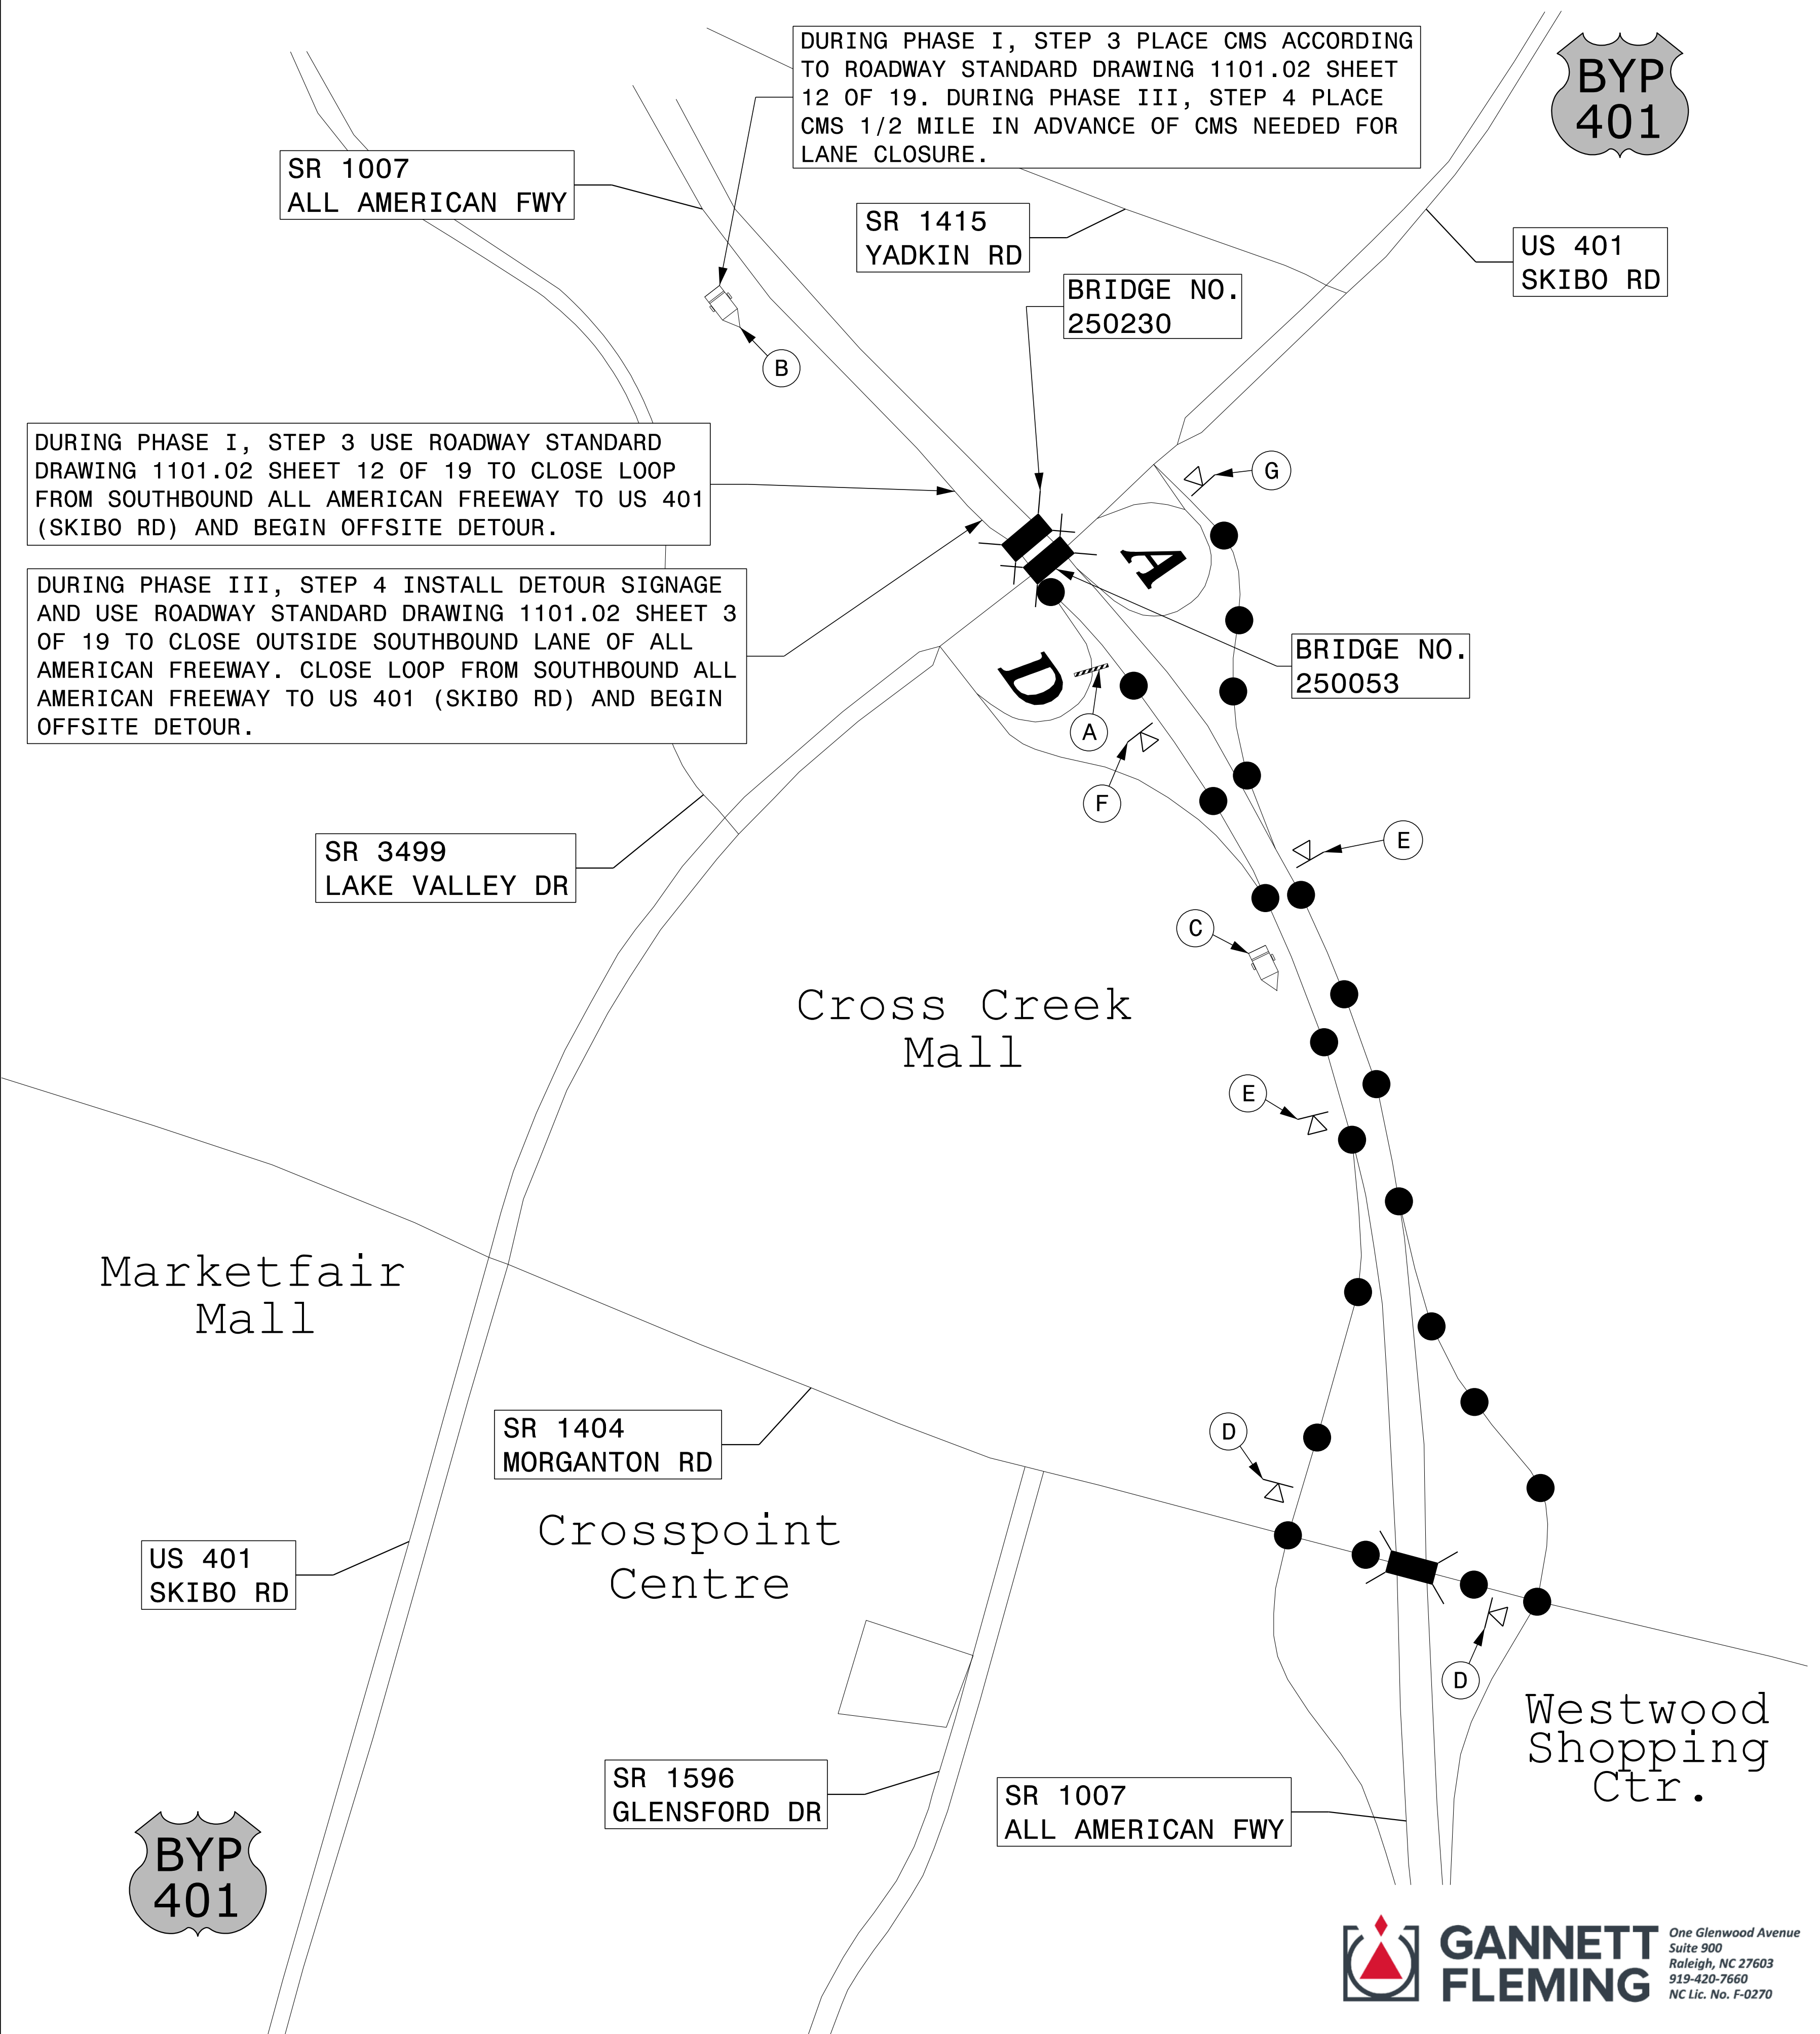 DURING PHASE I, STEP 3 PLACE CMS ACCORDING
TO ROADWAY STANDARD DRAWING 1101.02 SHEET
12 OF 19. DURING PHASE III, STEP 4 PLACE
CMS 1/2 MILE IN ADVANCE OF CMS NEEDED FOR
LANE CLOSURE.
BYP
401
SR 1007
ALL AMERICAN FWY
SR 1415
YADKIN RD
US 401
SKIBO RD
BRIDGE NO.
250230
B
DURING PHASE I, STEP 3 USE ROADWAY STANDARD
DRAWING 1101.02 SHEET 12 OF 19 TO CLOSE LOOP
FROM SOUTHBOUND ALL AMERICAN FREEWAY TO US 401
(SKIBO RD) AND BEGIN OFFSITE DETOUR.
G
A
DURING PHASE III, STEP 4 INSTALL DETOUR SIGNAGE
AND USE ROADWAY STANDARD DRAWING 1101.02 SHEET 3
OF 19 TO CLOSE OUTSIDE SOUTHBOUND LANE OF ALL
AMERICAN FREEWAY. CLOSE LOOP FROM SOUTHBOUND ALL
AMERICAN FREEWAY TO US 401 (SKIBO RD) AND BEGIN
OFFSITE DETOUR.
D
BRIDGE NO.
250053
A
F
E
SR 3499
LAKE VALLEY DR
C
Cross Creek
Mall
E
Marketfair
Mall
SR 1404
MORGANTON RD
D
Crosspoint
Centre
US 401
SKIBO RD
D
Westwood
Shopping
Ctr.
SR 1596
GLENSFORD DR
SR 1007
ALL AMERICAN FWY
BYP
401
GANNETT
FLEMING
One Glenwood Avenue
Suite 900
Raleigh, NC 27603
919-420-7660
NC Lic. No. F-0270